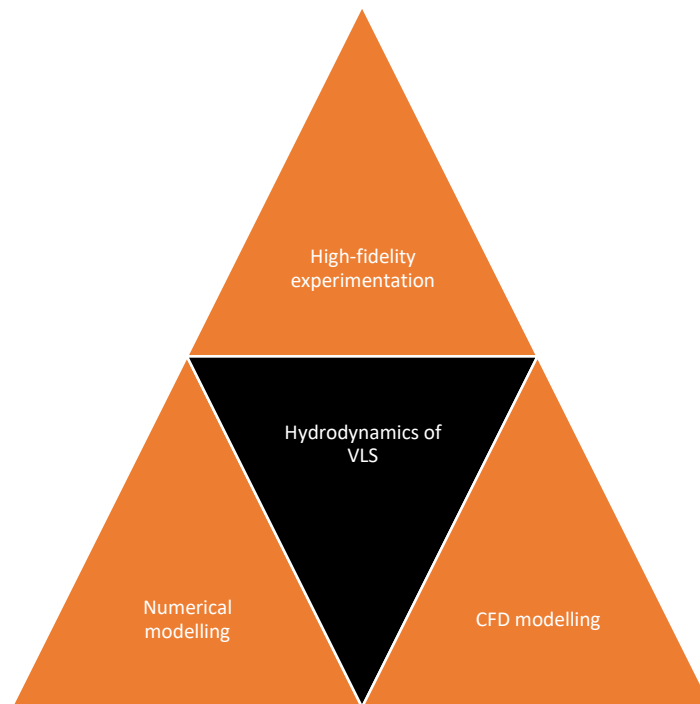 High-fidelity
experimentation
Hydrodynamics of
VLS
Numerical
modelling
CFD modelling